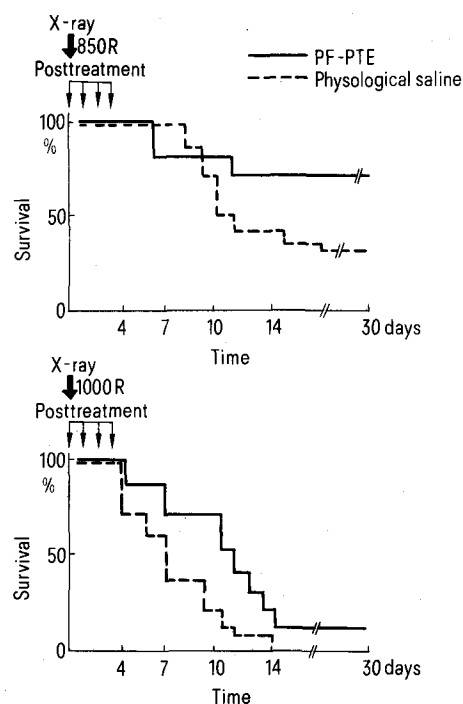 X-ray
850R
Posttreatment
PF-PTE
Physological saline
100
%
50
0
Survival
4 7 10 14 30 days
Time
X-ray
1000R
Posttreatment
100
%
50
0
Survival
4 7 10 14 30 days
Time